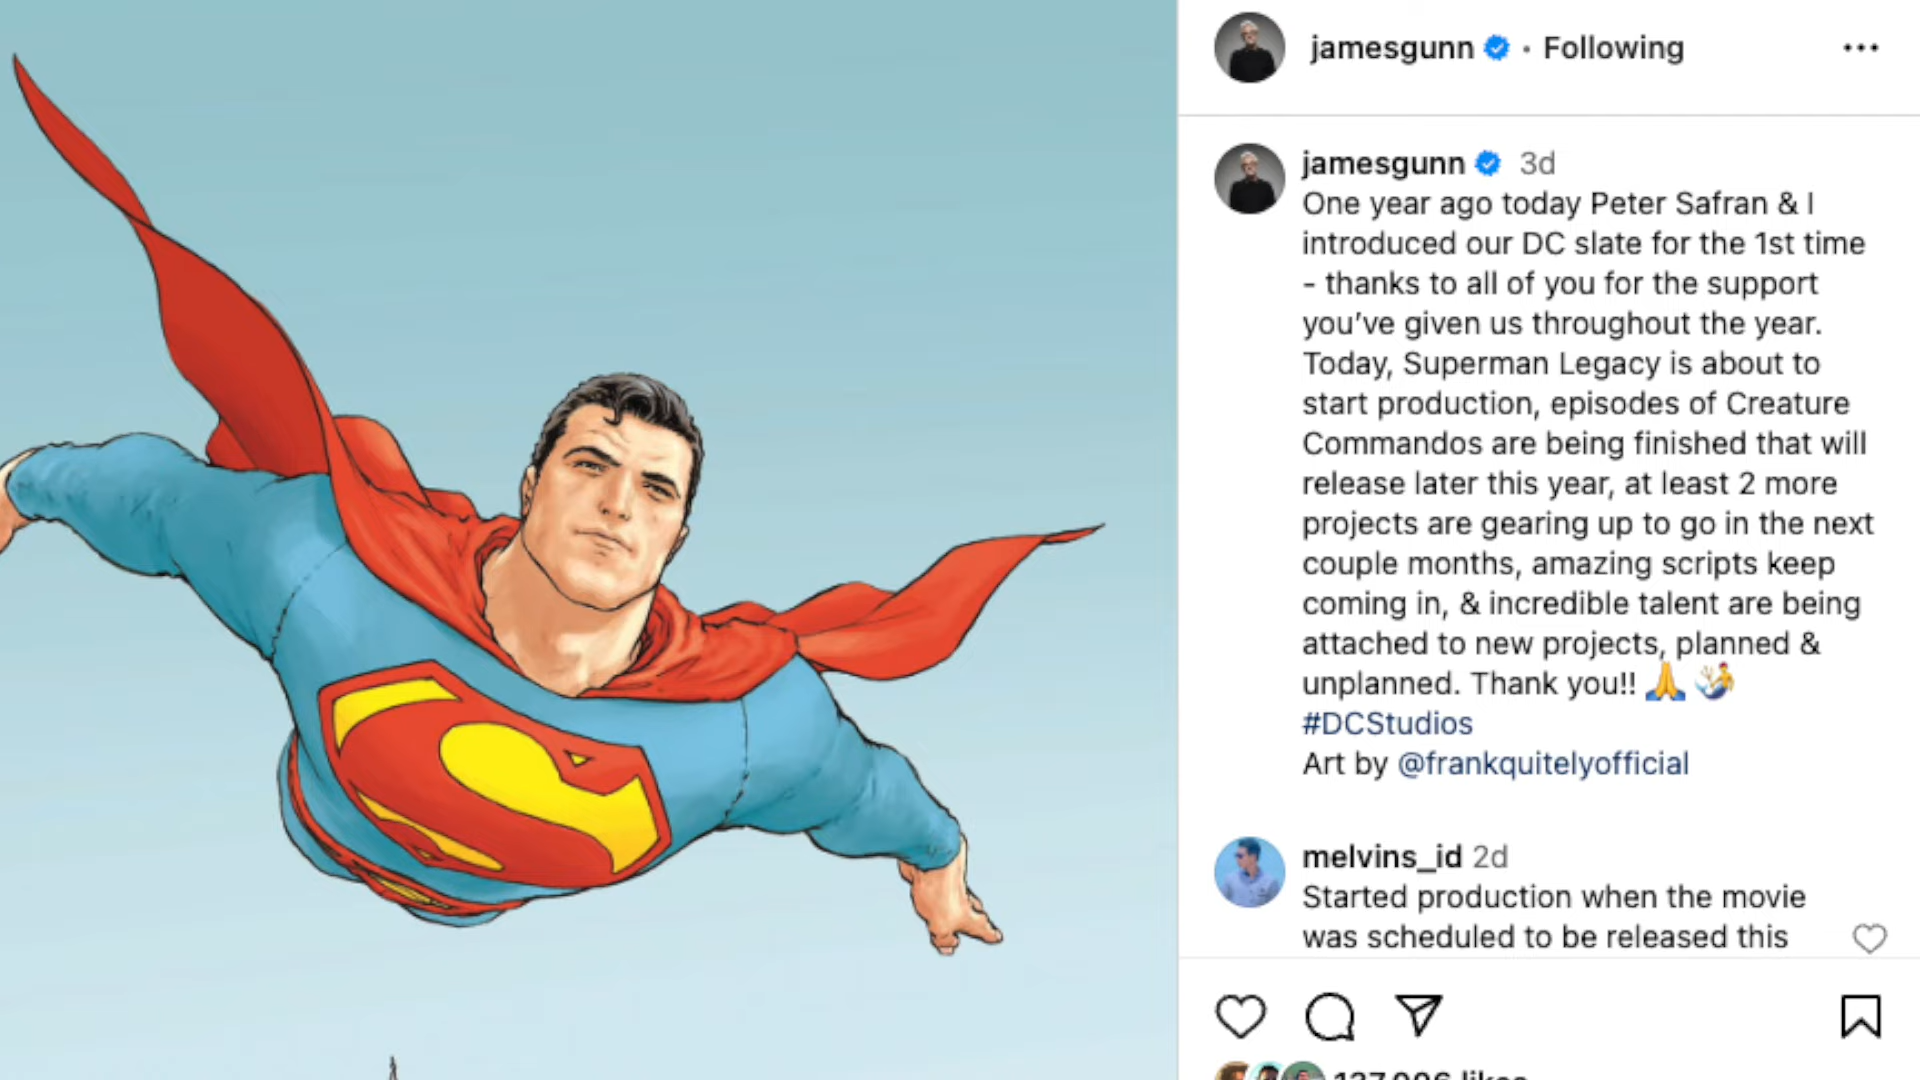 jamesgunn • Following
jamesgunn 3d
One year ago today Peter Safran & I
introduced our DC slate for the 1st time
- thanks to all of you for the support
you’ve given us throughout the year.
Today, Superman Legacy is about to
start production, episodes of Creature
Commandos are being finished that will
release later this year, at least 2 more
projects are gearing up to go in the next
couple months, amazing scripts keep
coming in, & incredible talent are being
attached to new projects, planned &
unplanned. Thank you!! 🙏
#DCStudios
Art by @frankquitelyofficial
melvins_id 2d
Started production when the movie
was scheduled to be released this
likes